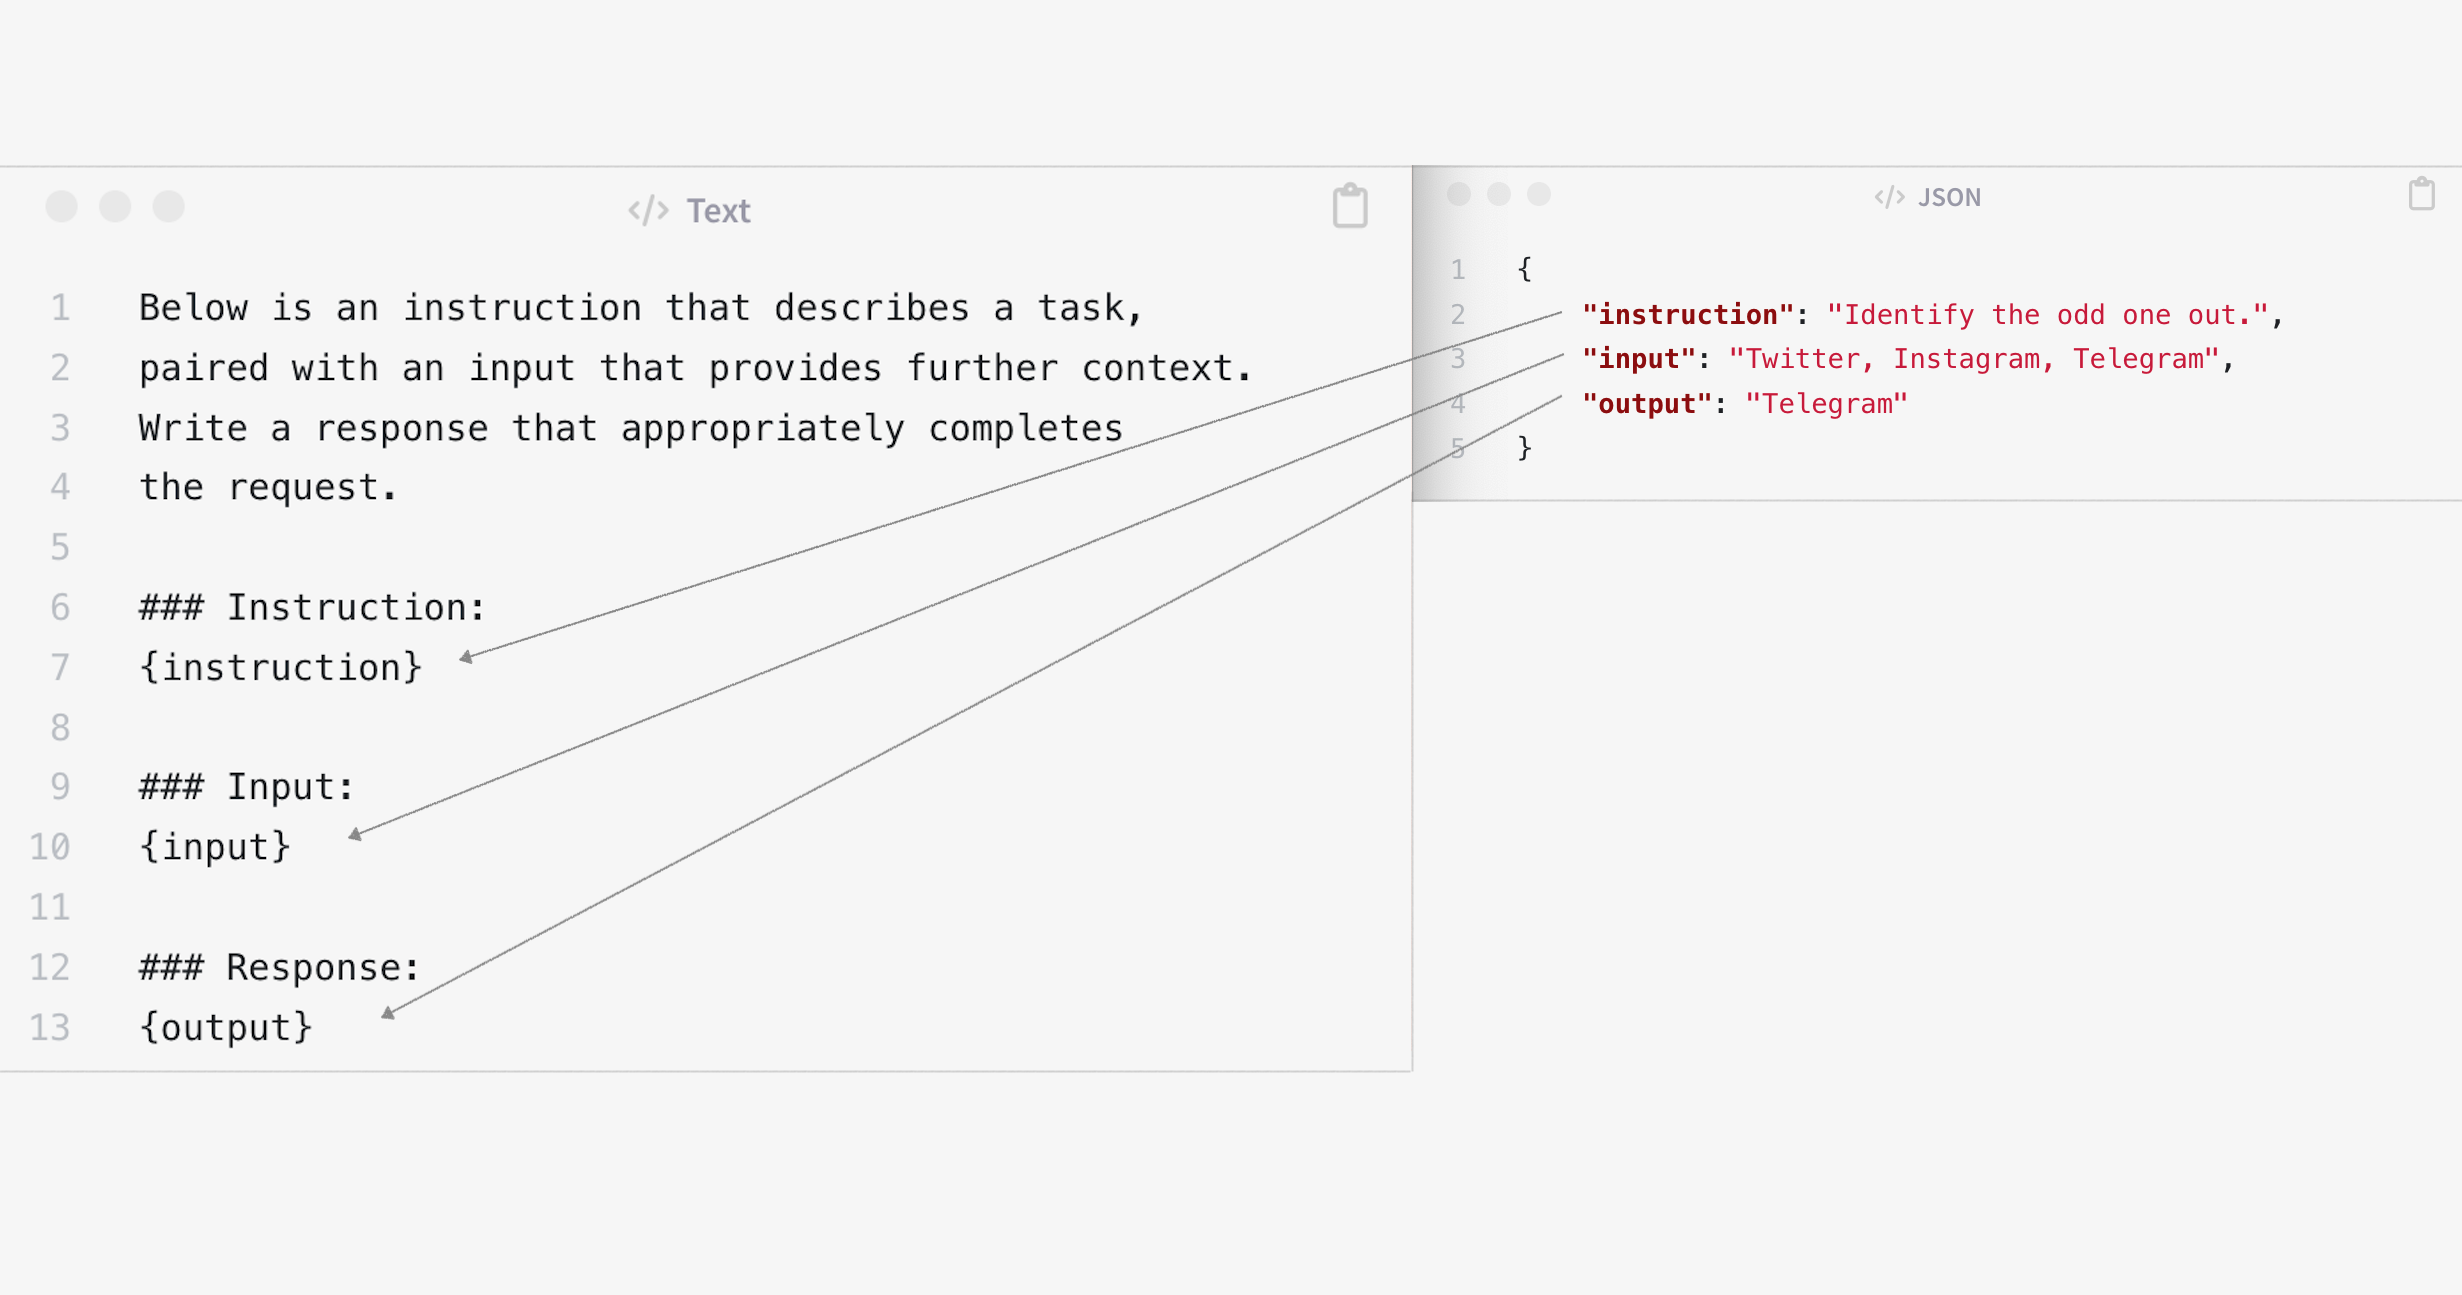 </> Text
1 Below is an instruction that describes a task,
2 paired with an input that provides further context.
3 Write a response that appropriately completes
4 the request.
5
6 ### Instruction:
7 {instruction}
8
9 ### Input:
10 {input}
11
12 ### Response:
13 {output}
</> JSON
1 {
2 "instruction": "Identify the odd one out.",
3 "input": "Twitter, Instagram, Telegram",
4 "output": "Telegram"
5 }